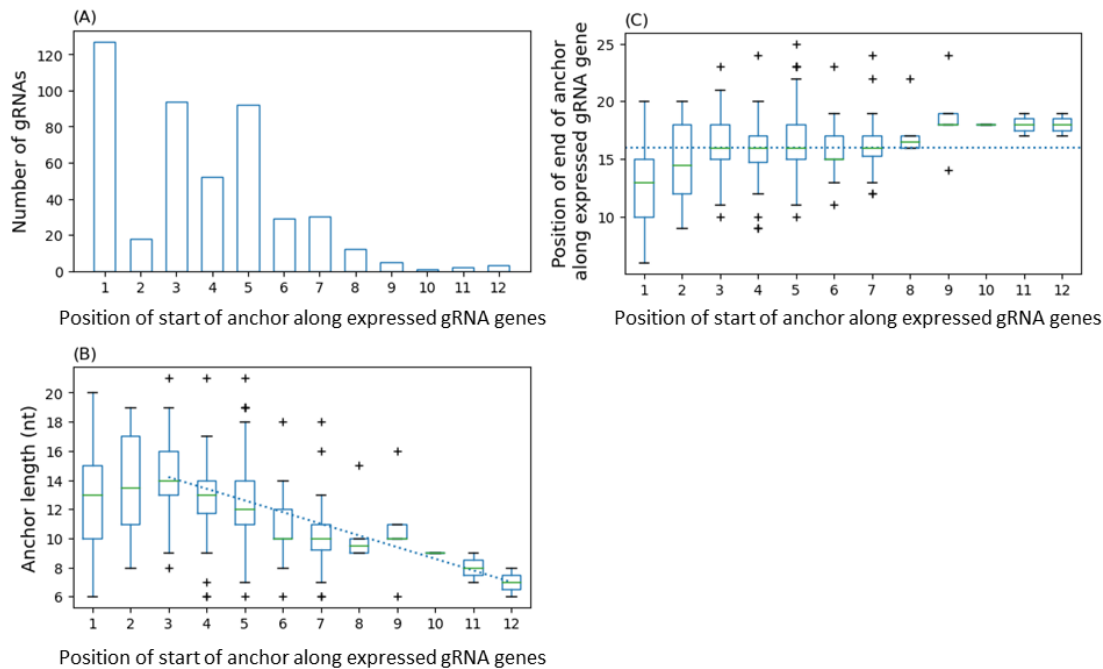 (A)
120
100
80
60
40
20
0
Number of gRNAs
1 2 3 4 5 6 7 8 9 10 11 12
Position of start of anchor along expressed gRNA genes
(C)
25
20
15
10
Position of end of anchor
along expressed gRNA gene
1 2 3 4 5 6 7 8 9 10 11 12
Position of start of anchor along expressed gRNA genes
(B)
20
18
16
14
12
10
8
6
Anchor length (nt)
1 2 3 4 5 6 7 8 9 10 11 12
Position of start of anchor along expressed gRNA genes